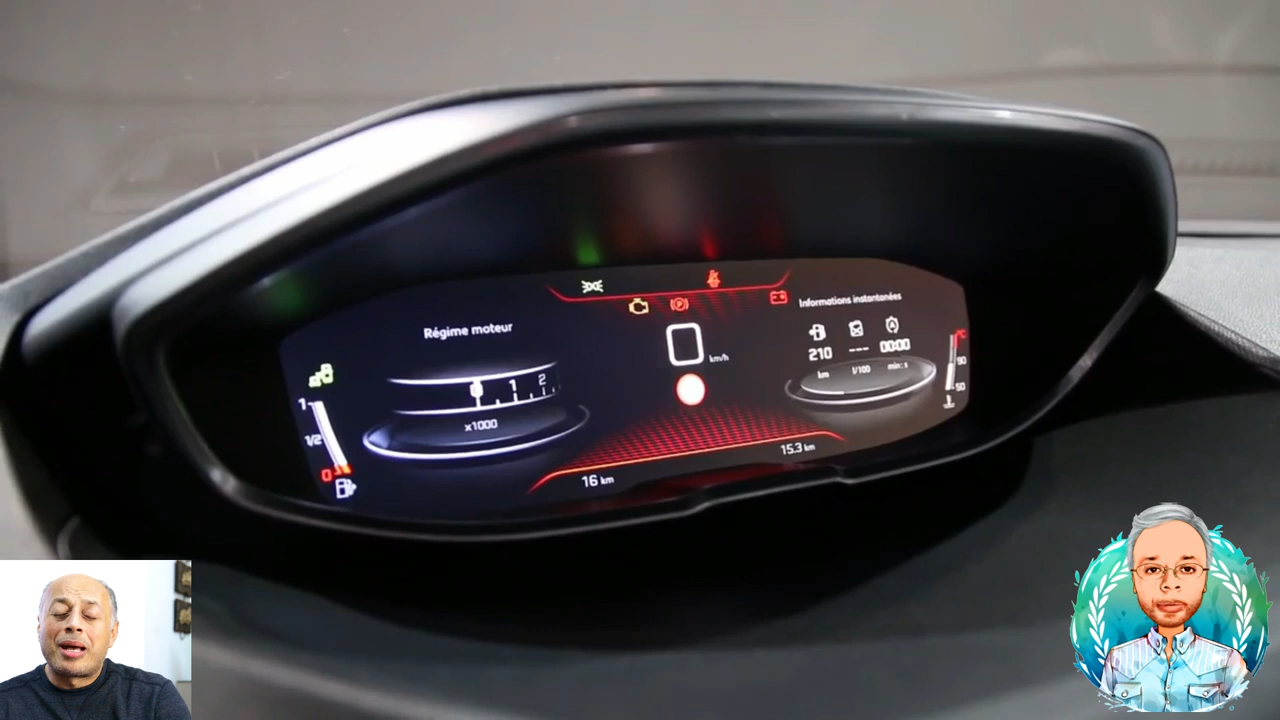 Régime moteur
Informations instantanées
1
1/2
0
1 2
x1000
0
km/h
210 --- 00:00
km l/100 min:s
°C
90
50
16 km
15.3 km